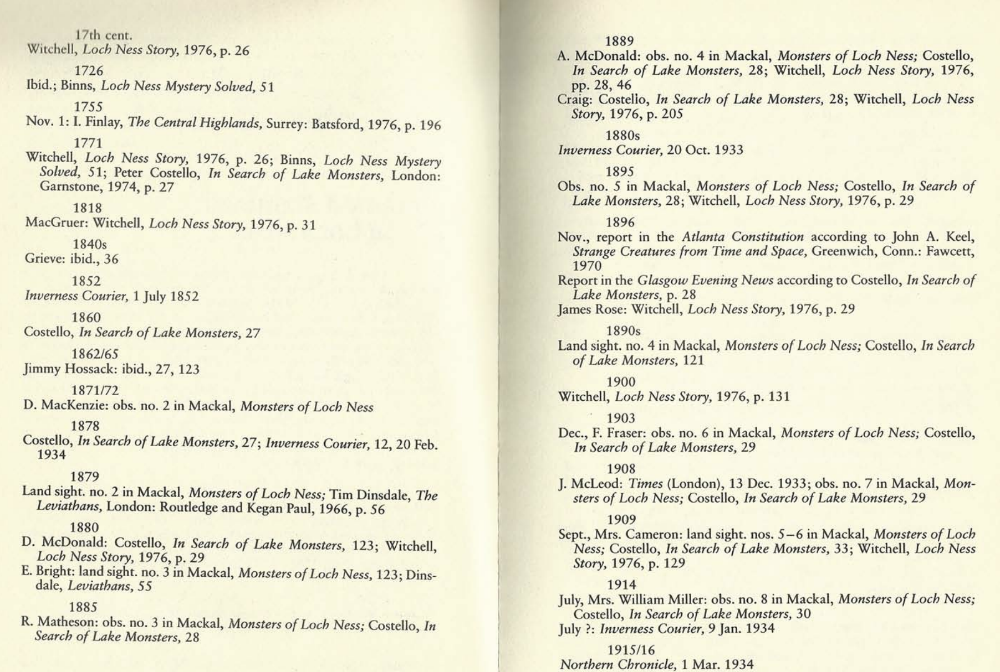 17th cent.
Witchell, Loch Ness Story, 1976, p. 26
1726
Ibid.; Binns, Loch Ness Mystery Solved, 51
1755
Nov. 1: I. Finlay, The Central Highlands, Surrey: Batsford, 1976, p. 196
1771
Witchell, Loch Ness Story, 1976, p. 26; Binns, Loch Ness Mystery
Solved, 51; Peter Costello, In Search of Lake Monsters, London:
Garnstone, 1974, p. 27
1818
MacGruer: Witchell, Loch Ness Story, 1976, p. 31
1840s
Grieve: ibid., 36
1852
Inverness Courier, 1 July 1852
1860
Costello, In Search of Lake Monsters, 27
1862/65
Jimmy Hossack: ibid., 27, 123
1871/72
D. MacKenzie: obs. no. 2 in Mackal, Monsters of Loch Ness
1878
Costello, In Search of Lake Monsters, 27; Inverness Courier, 12, 20 Feb.
1934
1879
Land sight. no. 2 in Mackal, Monsters of Loch Ness; Tim Dinsdale, The
Leviathans, London: Routledge and Kegan Paul, 1966, p. 56
1880
D. McDonald: Costello, In Search of Lake Monsters, 123; Witchell,
Loch Ness Story, 1976, p. 29
E. Bright: land sight. no. 3 in Mackal, Monsters of Loch Ness, 123; Dins-
dale, Leviathans, 55
1885
R. Matheson: obs. no. 3 in Mackal, Monsters of Loch Ness; Costello, In
Search of Lake Monsters, 28
1889
A. McDonald: obs. no. 4 in Mackal, Monsters of Loch Ness; Costello,
In Search of Lake Monsters, 28; Witchell, Loch Ness Story, 1976,
pp. 28, 46
Craig: Costello, In Search of Lake Monsters, 28; Witchell, Loch Ness
Story, 1976, p. 205
1880s
Inverness Courier, 20 Oct. 1933
1895
Obs. no. 5 in Mackal, Monsters of Loch Ness; Costello, In Search of
Lake Monsters, 28; Witchell, Loch Ness Story, 1976, p. 29
1896
Nov., report in the Atlanta Constitution according to John A. Keel,
Strange Creatures from Time and Space, Greenwich, Conn.: Fawcett,
1970
Report in the Glasgow Evening News according to Costello, In Search of
Lake Monsters, p. 28
James Rose: Witchell, Loch Ness Story, 1976, p. 29
1890s
Land sight. no. 4 in Mackal, Monsters of Loch Ness; Costello, In Search
of Lake Monsters, 121
1900
Witchell, Loch Ness Story, 1976, p. 131
1903
Dec., F. Fraser: obs. no. 6 in Mackal, Monsters of Loch Ness; Costello,
In Search of Lake Monsters, 29
1908
J. McLeod: Times (London), 13 Dec. 1933; obs. no. 7 in Mackal, Mon-
sters of Loch Ness; Costello, In Search of Lake Monsters, 29
1909
Sept., Mrs. Cameron: land sight. nos. 5–6 in Mackal, Monsters of Loch
Ness; Costello, In Search of Lake Monsters, 33; Witchell, Loch Ness
Story, 1976, p. 129
1914
July, Mrs. William Miller: obs. no. 8 in Mackal, Monsters of Loch Ness;
Costello, In Search of Lake Monsters, 30
July ?: Inverness Courier, 9 Jan. 1934
1915/16
Northern Chronicle, 1 Mar. 1934